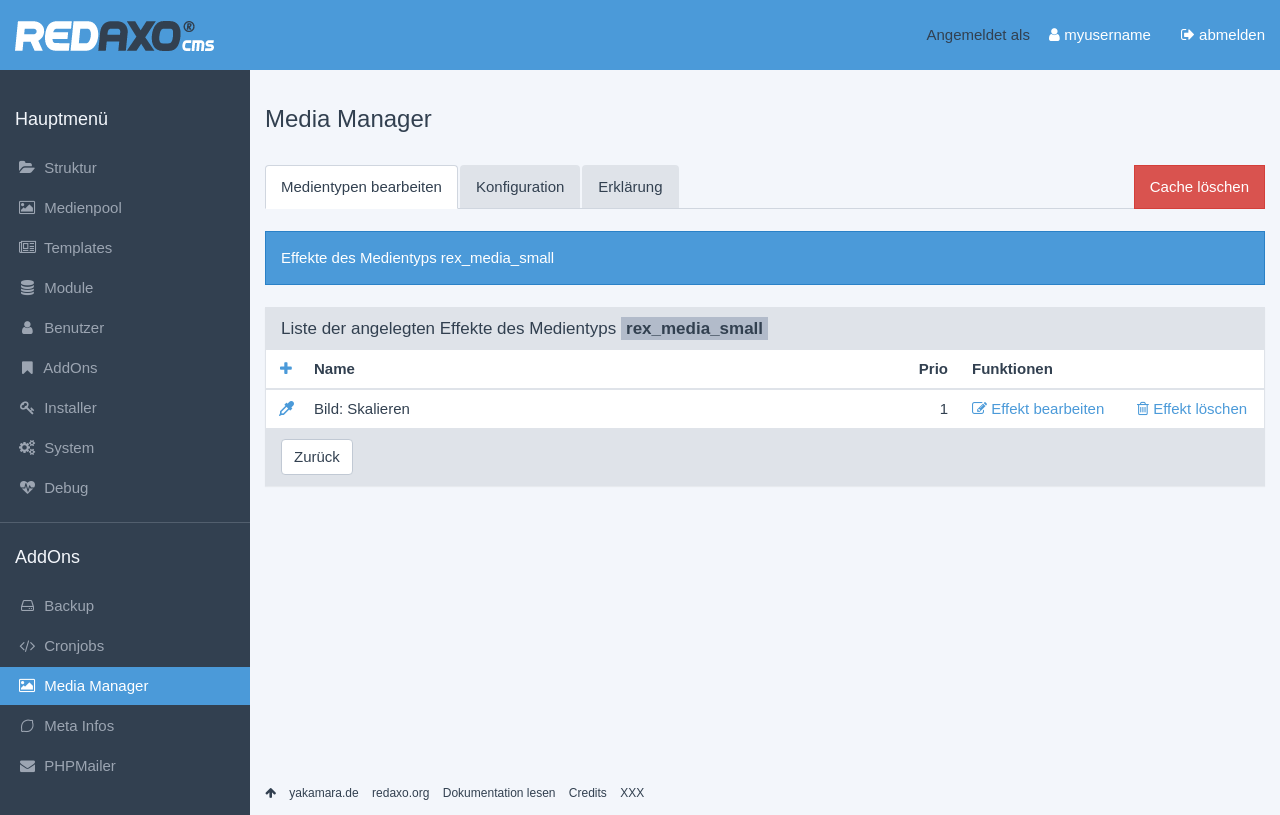 REDAXO® cms
Angemeldet als myusername abmelden
Hauptmenü
Struktur
Medienpool
Templates
Module
Benutzer
AddOns
Installer
System
Debug
AddOns
Backup
Cronjobs
Media Manager
Meta Infos
PHPMailer
Media Manager
Medientypen bearbeiten Konfiguration Erklärung Cache löschen
Effekte des Medientyps rex_media_small
Liste der angelegten Effekte des Medientyps rex_media_small
Name Prio Funktionen
Bild: Skalieren 1 Effekt bearbeiten Effekt löschen
Zurück
yakamara.de redaxo.org Dokumentation lesen Credits XXX